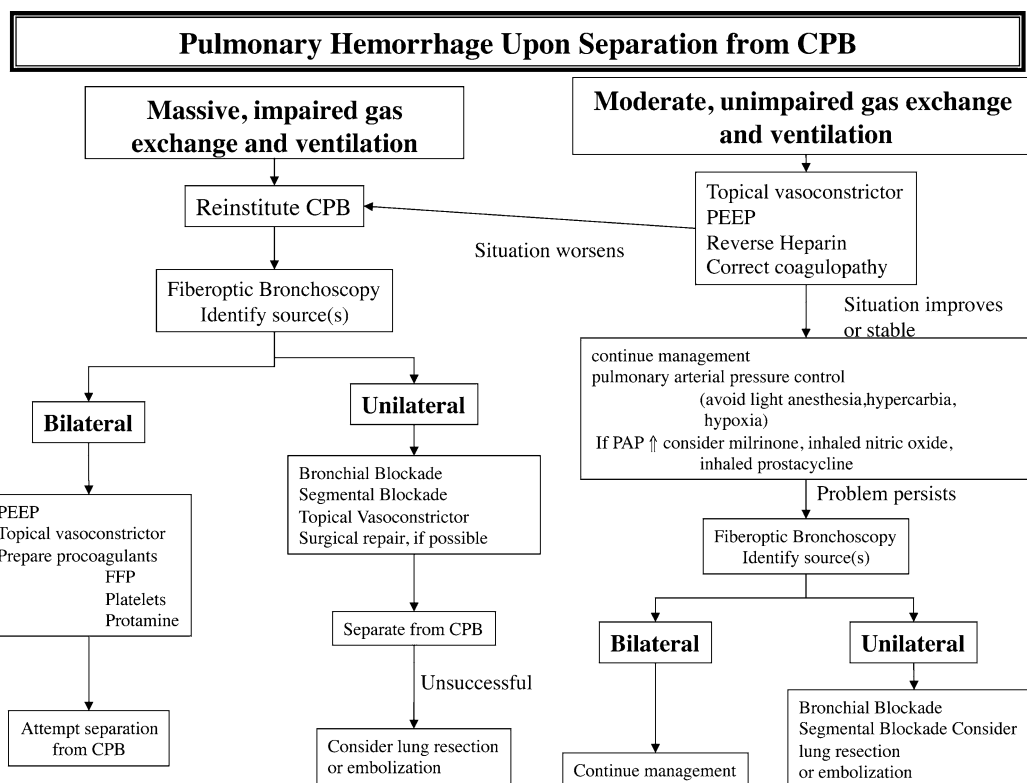 Pulmonary Hemorrhage Upon Separation from CPB
Massive, impaired gas
exchange and ventilation
Moderate, unimpaired gas exchange
and ventilation
Reinstitute CPB
Topical vasoconstrictor
PEEP
Reverse Heparin
Correct coagulopathy
Situation worsens
Fiberoptic Bronchoscopy
Identify source(s)
Situation improves
or stable
continue management
pulmonary arterial pressure control
(avoid light anesthesia,hypercarbia,
hypoxia)
If PAP ⇑ consider milrinone, inhaled nitric oxide,
inhaled prostacycline
Bilateral
Unilateral
PEEP
Topical vasoconstrictor
Prepare procoagulants
FFP
Platelets
Protamine
Bronchial Blockade
Segmental Blockade
Topical Vasoconstrictor
Surgical repair, if possible
Problem persists
Fiberoptic Bronchoscopy
Identify source(s)
Separate from CPB
Bilateral
Unilateral
Unsuccessful
Attempt separation
from CPB
Consider lung resection
or embolization
Continue management
Bronchial Blockade
Segmental Blockade Consider
lung resection
or embolization